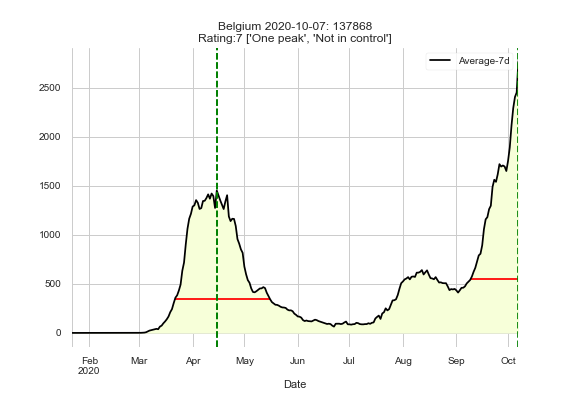 Belgium 2020-10-07: 137868
Rating:7 ['One peak', 'Not in control']
Average-7d
2500
2000
1500
1000
500
0
Feb Mar Apr May Jun Jul Aug Sep Oct
2020
Date